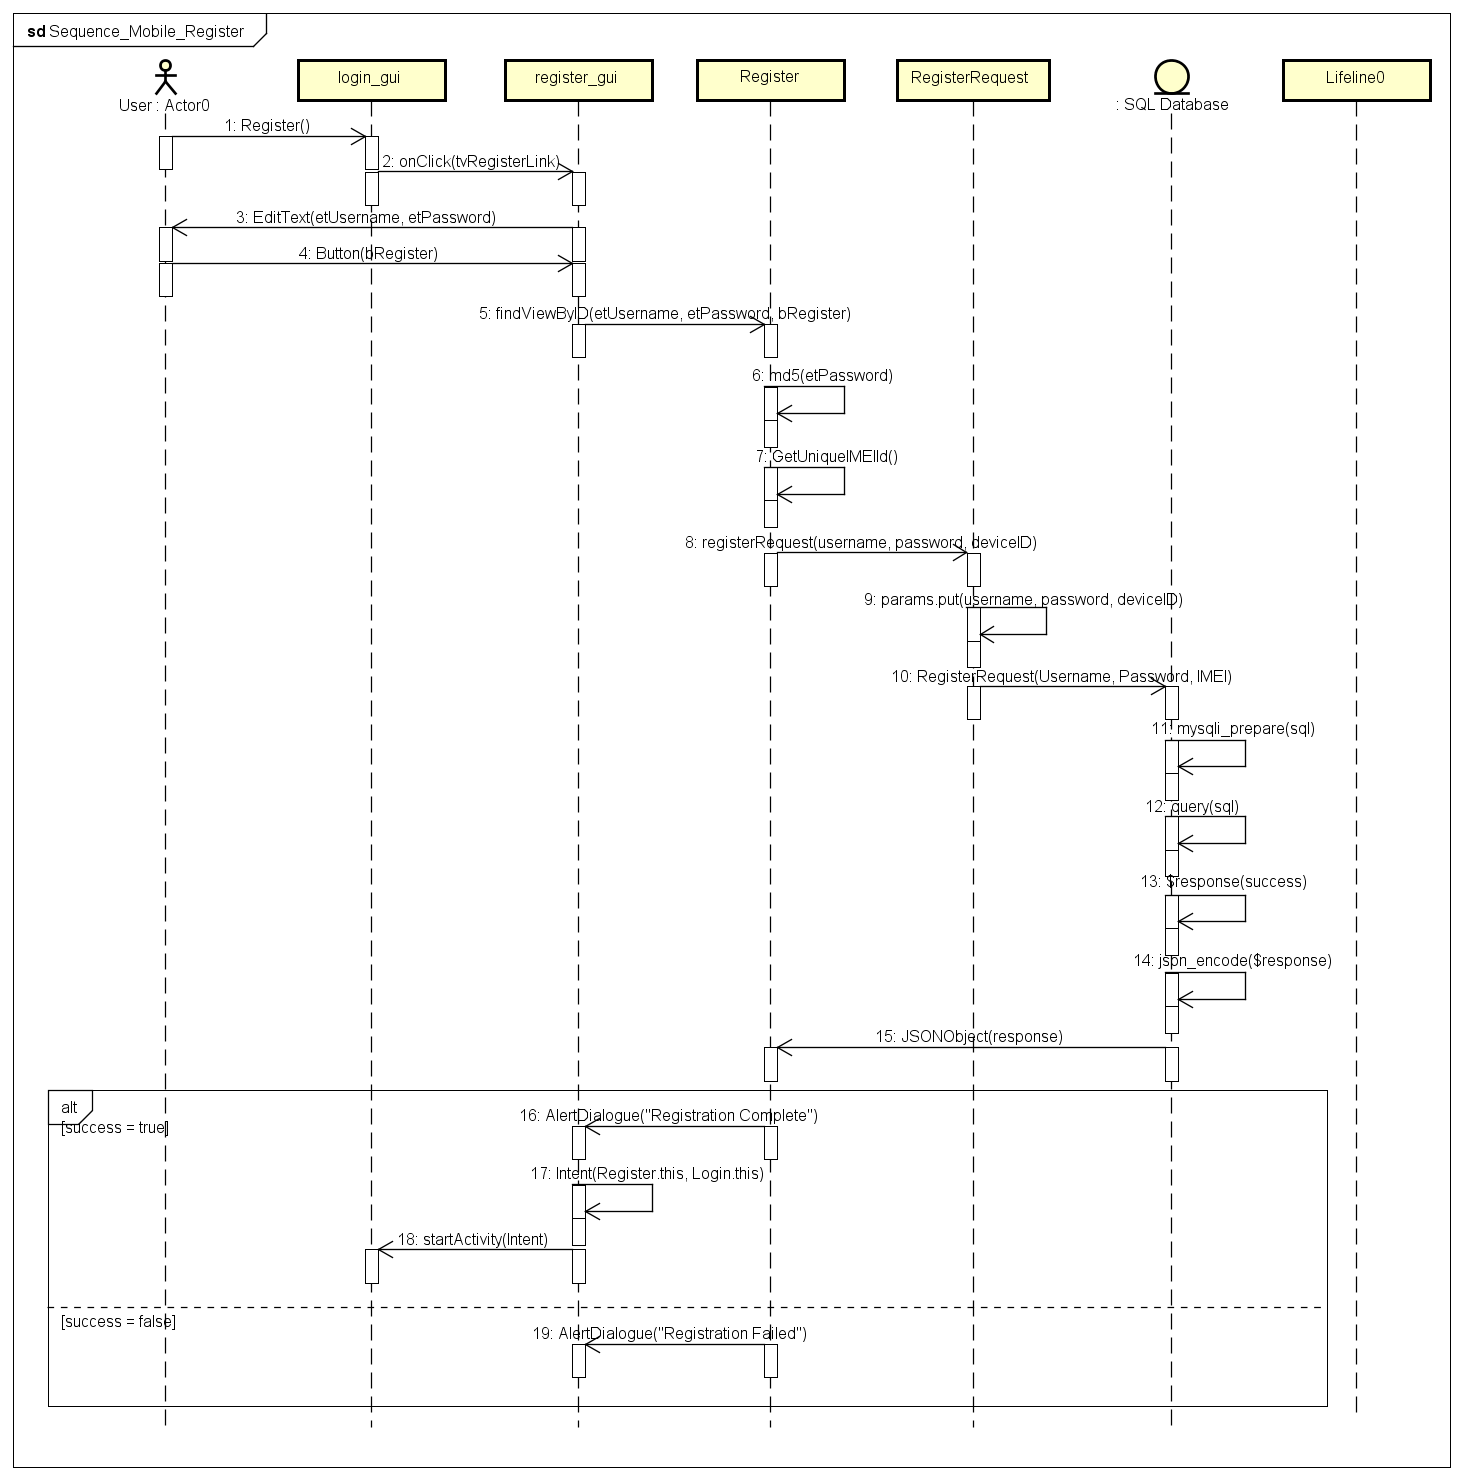 sd Sequence_Mobile_Register
login_gui
register_gui
Register
RegisterRequest
Lifeline0
User : Actor0
: SQL Database
1: Register()
2: onClick(tvRegisterLink)
3: EditText(etUsername, etPassword)
4: Button(bRegister)
5: findViewByID(etUsername, etPassword, bRegister)
6: md5(etPassword)
7: GetUniqueIMEIId()
8: registerRequest(username, password, deviceID)
9: params.put(username, password, deviceID)
10: RegisterRequest(Username, Password, IMEI)
11: mysqli_prepare(sql)
12: query(sql)
13: $response(success)
14: json_encode($response)
15: JSONObject(response)
alt
16: AlertDialogue("Registration Complete")
[success = true]
17: Intent(Register.this, Login.this)
18: startActivity(Intent)
[success = false]
19: AlertDialogue("Registration Failed")